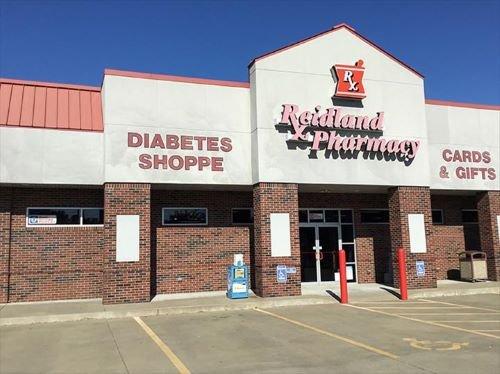 Rx
Reidland
Pharmacy
DIABETES
SHOPPE
CARDS
& GIFTS